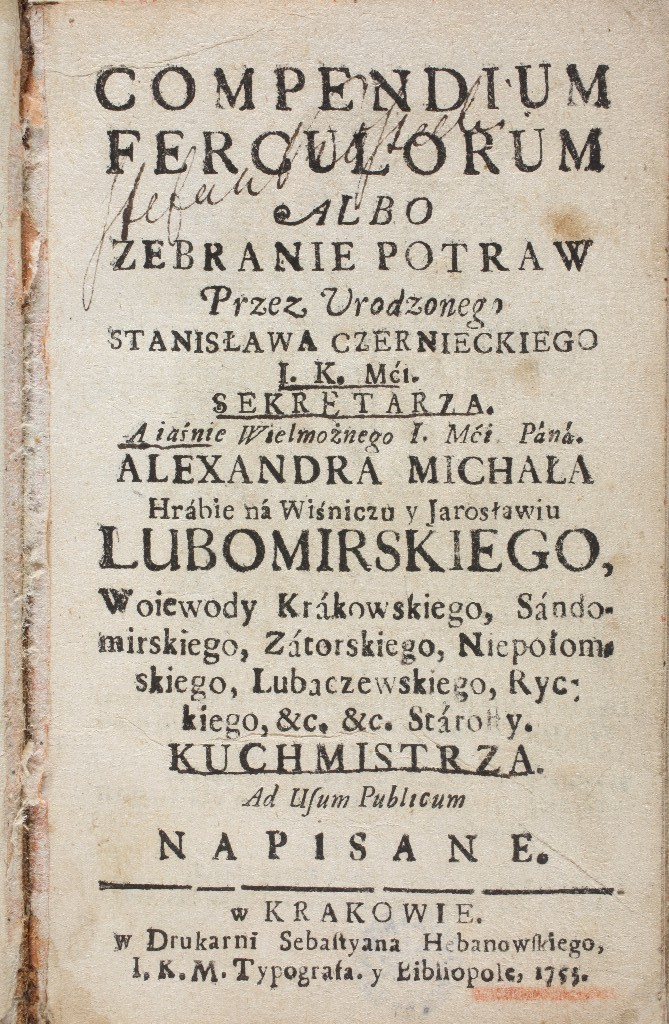 COMPENDIUM
FERCULORUM
ALBO
ZEBRANIE POTRAW
Przez Urodzonego
STANISŁAWA CZERNIECKIEGO
I. K. Mći.
SEKRETARZA.
A iaśnie Wielmożnego I. Mći Páná.
ALEXANDRA MICHAŁA
Hrábie ná Wiśniczu y Jarosławiu
LUBOMIRSKIEGO,
Woiewody Krákowskiego, Sándo-
mirskiego, Zátorskiego, Niepołom-
skiego, Lubaczewskiego, Ryc-
kiego, &c. &c. Stárosty.
KUCHMISTRZA.
Ad Uſum Publicum
NAPISANE.
w KRAKOWIE.
w Drukarni Sebaſtyana Hebanowſkiego,
I. K. M. Typografa. y Bibliopole, 1753.